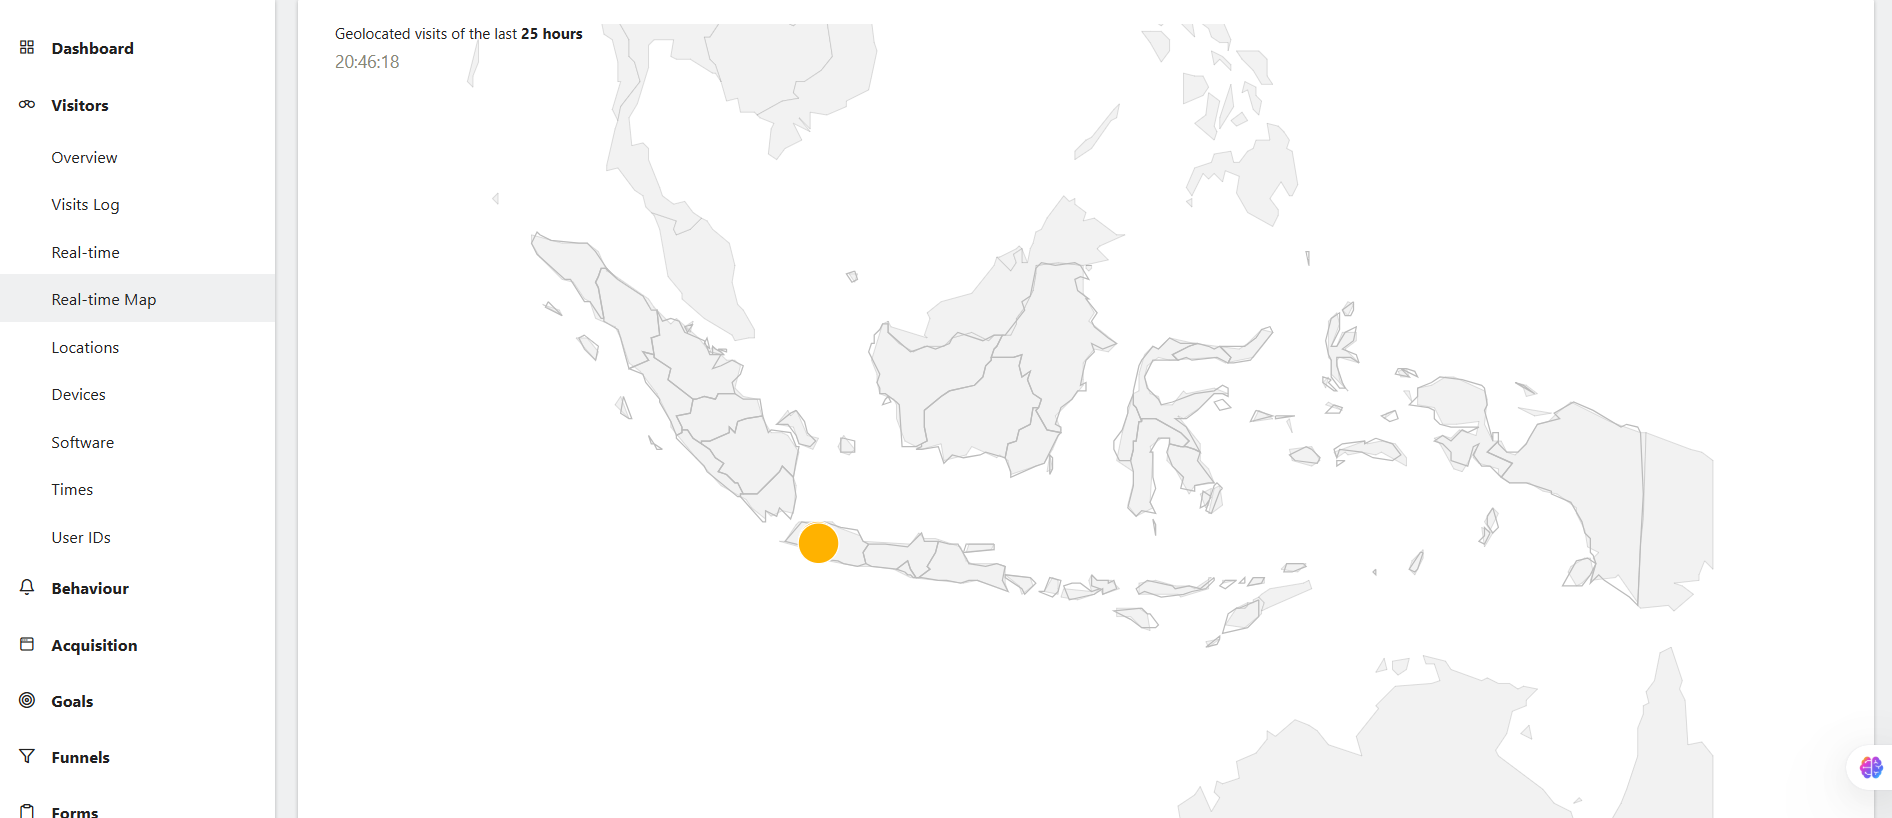 Dashboard
Visitors
Overview
Visits Log
Real-time
Real-time Map
Locations
Devices
Software
Times
User IDs
Behaviour
Acquisition
Goals
Funnels
Forms
Geolocated visits of the last 25 hours
20:46:18